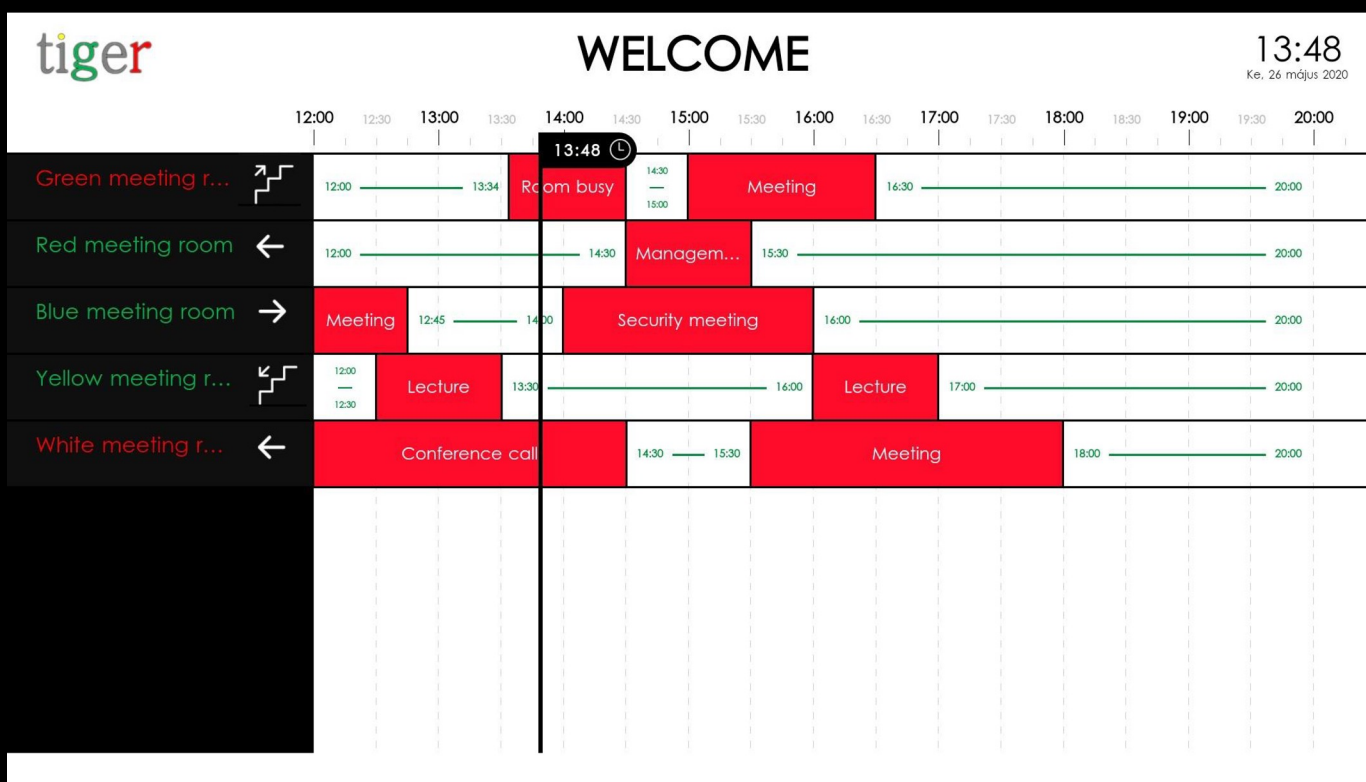 tiger
WELCOME
13:48
Ke, 26 május 2020
12:00 12:30 13:00 13:30 14:00 14:30 15:00 15:30 16:00 16:30 17:00 17:30 18:00 18:30 19:00 19:30 20:00
13:48
Green meeting r... 12:00 13:34 Room busy 14:30 15:00 Meeting 16:30 20:00
Red meeting room 12:00 14:30 Managem... 15:30 20:00
Blue meeting room Meeting 12:45 14:00 Security meeting 16:00 20:00
Yellow meeting r... 12:00 12:30 Lecture 13:30 16:00 Lecture 17:00 20:00
White meeting r... Conference call 14:30 15:30 Meeting 18:00 20:00